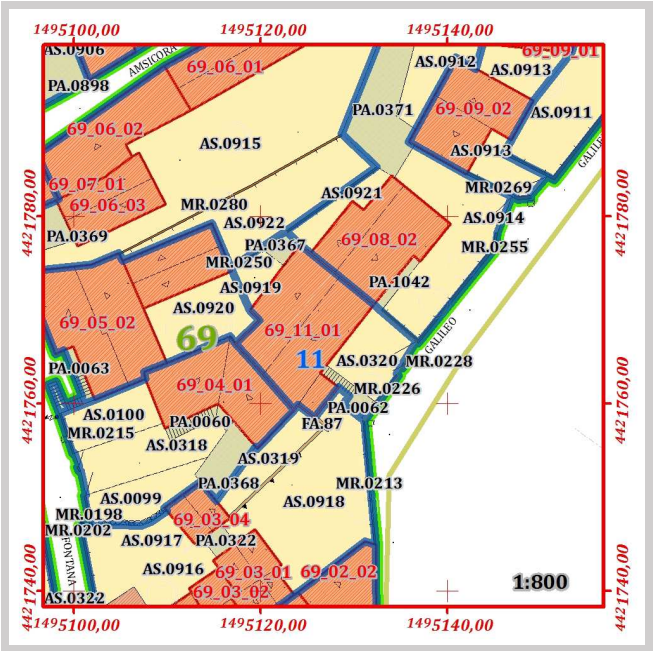 1495100,00 1495120,00 1495140,00
AS.0906
AMSICORA
69_06_01
AS.0912
69_09_01
AS.0913
PA.0898
PA.0371
69_09_02
AS.0911
69_06_02
AS.0915
AS.0913
GALILE
69_07_01
69_06_03
MR.0280
AS.0921
MR.0269
4421780,00
AS.0922
AS.0914
4421780,00
PA.0369
PA.0367
69_08_02
MR.0255
MR.0250
AS.0919
PA.1042
AS.0920
69_05_02
69
69_11_01
GALILEO
11
AS.0320
MR.0228
PA.0063
69_04_01
MR.0226
4421760,00
AS.0100
PA.0060
PA.0062
4421760,00
MR.0215
FA.87
AS.0318
AS.0319
PA.0368
MR.0213
AS.0099
AS.0918
MR.0198
69_03_04
MR.0202
AS.0917
PA.0322
FONTANA
AS.0916
69_03_01
69_02_02
1:800
69_03_02
4421740,00
AS.0322
4421740,00
1495100,00 1495120,00 1495140,00